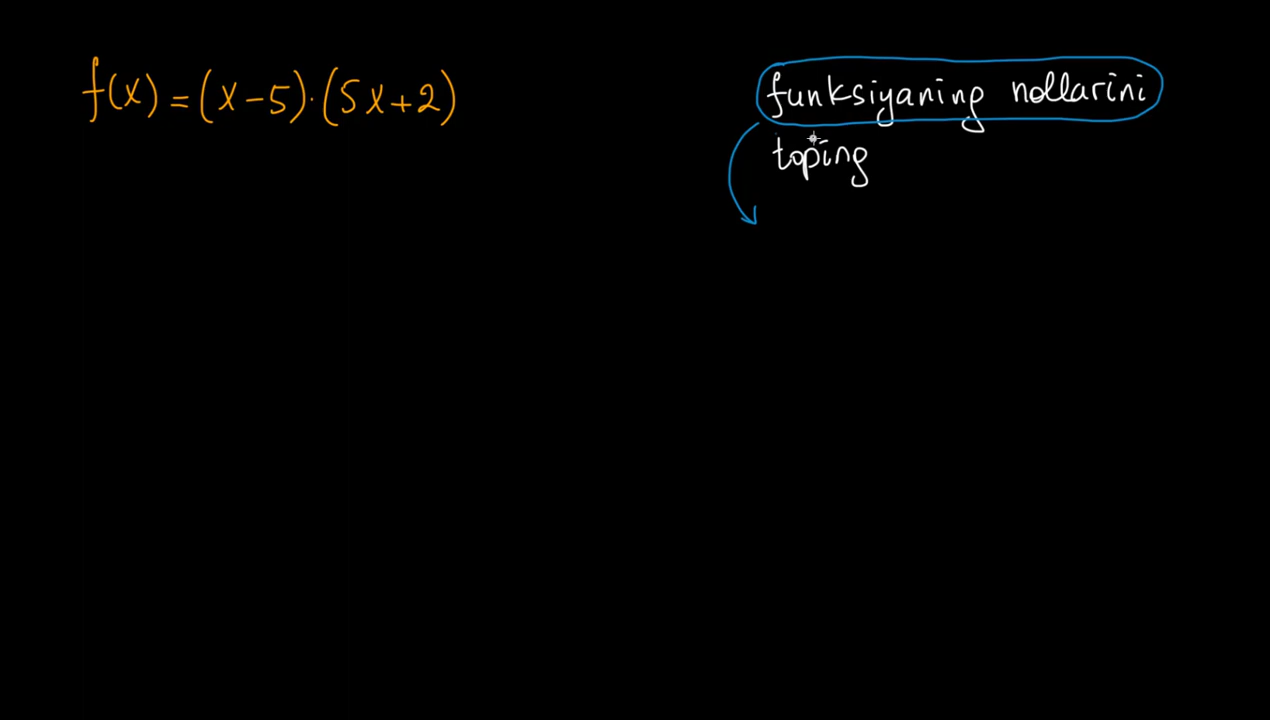 f(x) = (x-5)·(5x+2)
funksiyaning nollarini
toping